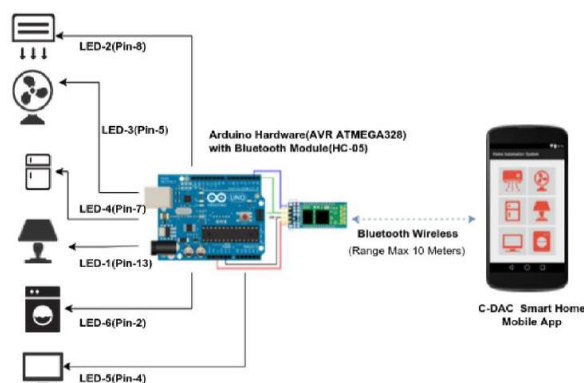 LED-2(Pin-8)
LED-3(Pin-5)
Arduino Hardware(AVR ATMEGA328)
with Bluetooth Module(HC-05)
LED-4(Pin-7)
UNO
Bluetooth Wireless
(Range Max 10 Meters)
LED-1(Pin-13)
C-DAC Smart Home
Mobile App
LED-6(Pin-2)
LED-5(Pin-4)